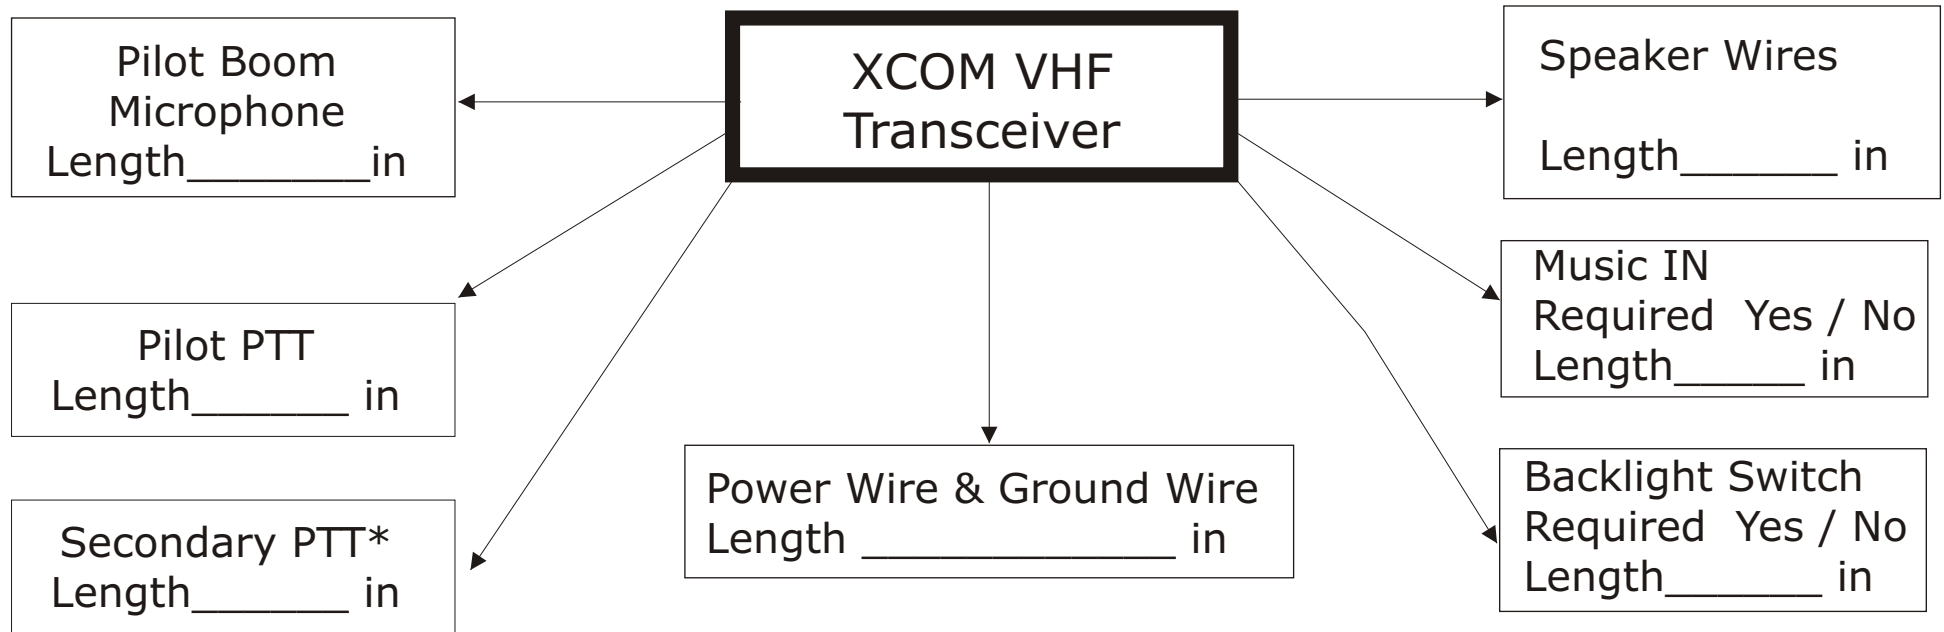 Pilot Boom
Microphone
Length_______in
XCOM VHF
Transceiver
Speaker Wires
Length______ in
Pilot PTT
Length______ in
Music IN
Required  Yes / No
Length_____ in
Secondary PTT*
Length______ in
Power Wire & Ground Wire
Length ____________ in
Backlight Switch
Required  Yes / No
Length______ in